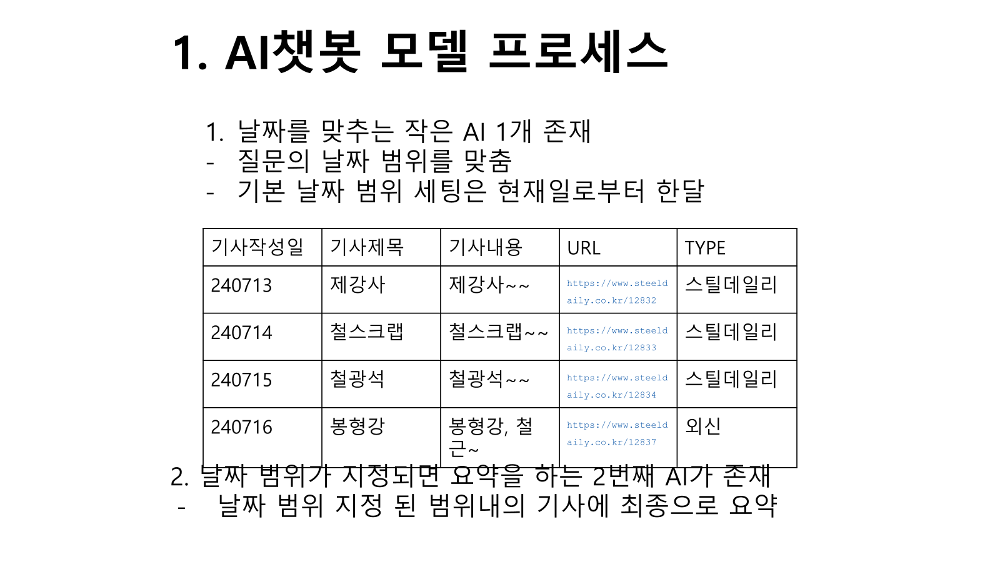 1. AI챗봇 모델 프로세스
1. 날짜를 맞추는 작은 AI 1개 존재
- 질문의 날짜 범위를 맞춤
- 기본 날짜 범위 세팅은 현재일로부터 한달
기사작성일 기사제목 기사내용 URL TYPE
240713 제강사 제강사~~ https://www.steeld 스틸데일리
aily.co.kr/12832
240714 철스크랩 철스크랩~~ https://www.steeld 스틸데일리
aily.co.kr/12833
240715 철광석 철광석~~ https://www.steeld 스틸데일리
aily.co.kr/12834
240716 봉형강 봉형강, 철 https://www.steeld 외신
근~ aily.co.kr/12837
2. 날짜 범위가 지정되면 요약을 하는 2번째 AI가 존재
- 날짜 범위 지정 된 범위내의 기사에 최종으로 요약